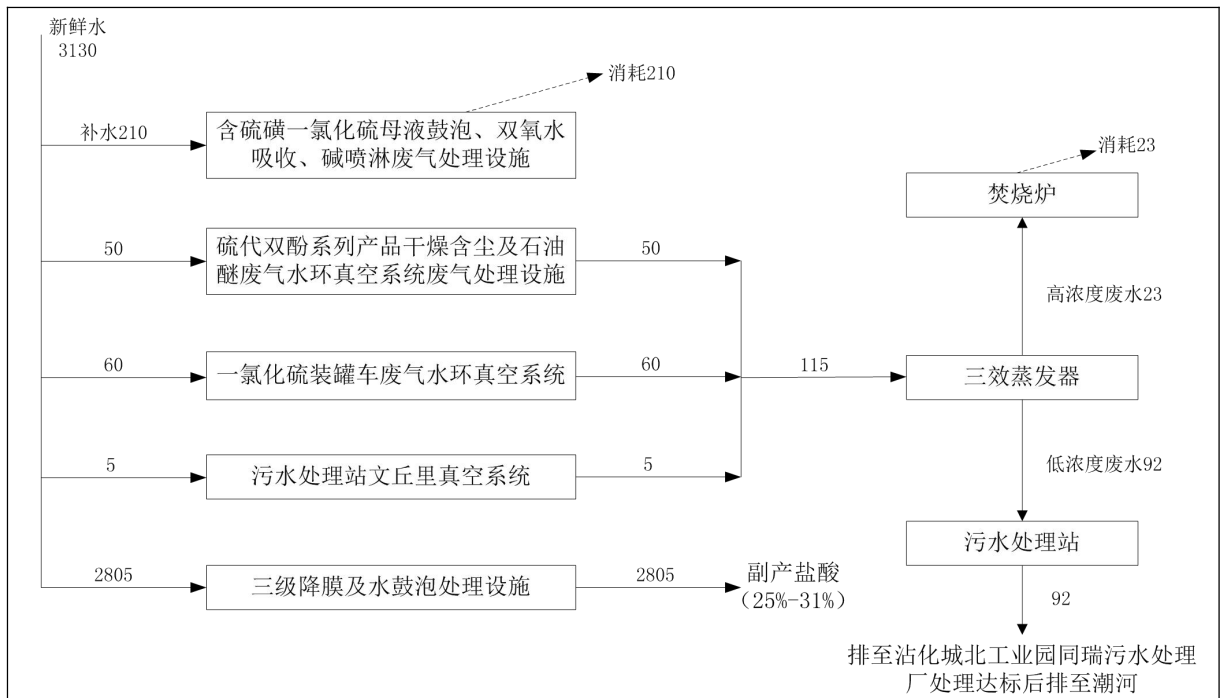 新鲜水
3130
消耗210
补水210
含硫磺一氯化硫母液鼓泡、双氧水
吸收、碱喷淋废气处理设施
消耗23
焚烧炉
50
硫代双酚系列产品干燥含尘及石油
醚废气水环真空系统废气处理设施
50
高浓度废水23
60
一氯化硫装罐车废气水环真空系统
60
115
三效蒸发器
5
污水处理站文丘里真空系统
5
低浓度废水92
污水处理站
2805
三级降膜及水鼓泡处理设施
2805
副产盐酸
（25%-31%）
92
排至沾化城北工业园同瑞污水处理
厂处理达标后排至潮河